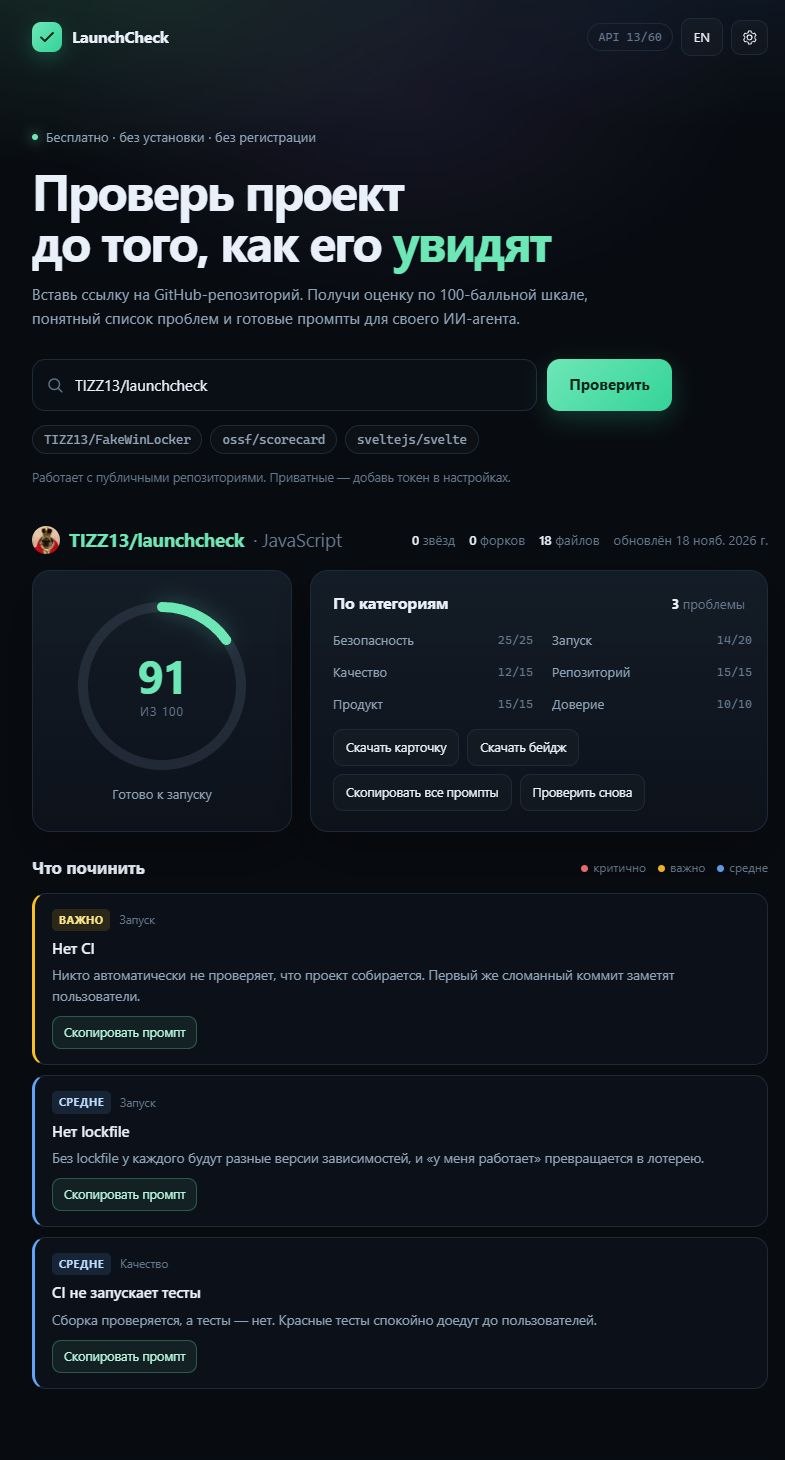 LaunchCheck
API 13/60
EN
Бесплатно · без установки · без регистрации
Проверь проект
до того, как его увидят
Вставь ссылку на GitHub-репозиторий. Получи оценку по 100-балльной шкале,
понятный список проблем и готовые промпты для своего ИИ-агента.
TIZZ13/launchcheck
Проверить
TIZZ13/FakeWinLocker
ossf/scorecard
sveltejs/svelte
Работает с публичными репозиториями. Приватные — добавь токен в настройках.
TIZZ13/launchcheck · JavaScript
0 звёзд 0 форков 18 файлов обновлён 18 нояб. 2026 г.
91
ИЗ 100
Готово к запуску
По категориям
3 проблемы
Безопасность 25/25 Запуск 14/20
Качество 12/15 Репозиторий 15/15
Продукт 15/15 Доверие 10/10
Скачать карточку
Скачать бейдж
Скопировать все промпты
Проверить снова
Что починить
критично важно средне
ВАЖНО Запуск
Нет CI
Никто автоматически не проверяет, что проект собирается. Первый же сломанный коммит заметят
пользователи.
Скопировать промпт
СРЕДНЕ Запуск
Нет lockfile
Без lockfile у каждого будут разные версии зависимостей, и «у меня работает» превращается в лотерею.
Скопировать промпт
СРЕДНЕ Качество
CI не запускает тесты
Сборка проверяется, а тесты — нет. Красные тесты спокойно доедут до пользователей.
Скопировать промпт